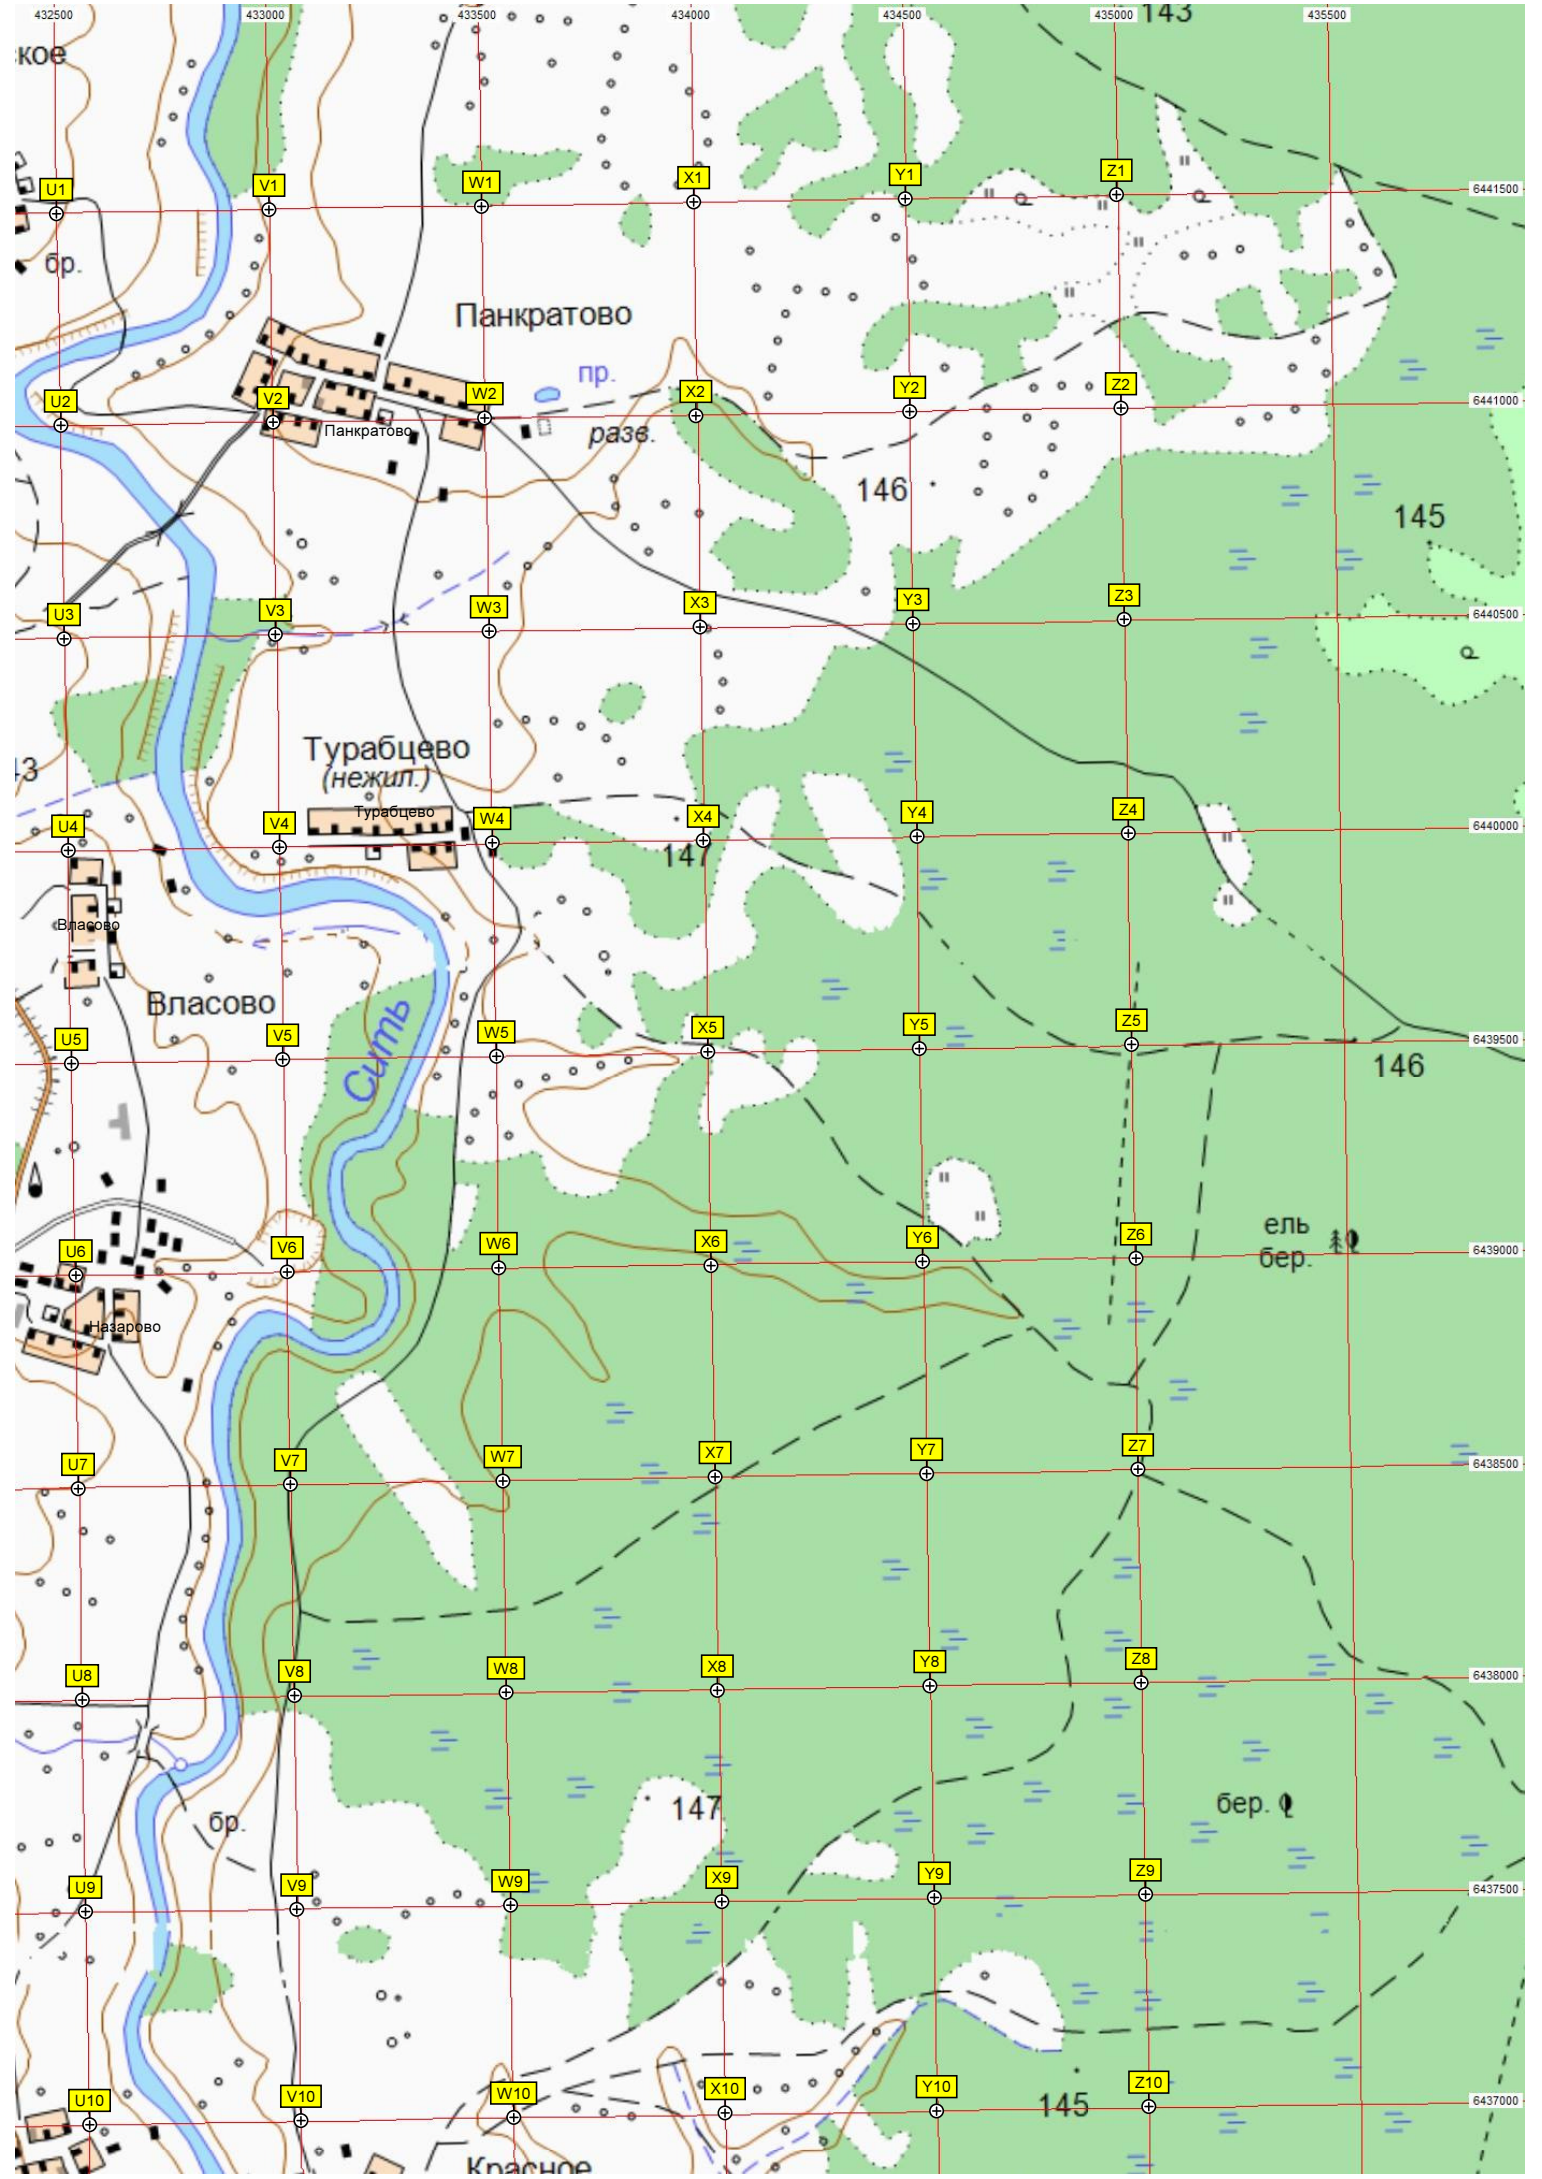 432500 433000 433500 434000 434500 435000 435500
143
кое
U1 V1 W1 X1 Y1 Z1 6441500
бр.
Панкратово
пр.
U2 V2 W2 X2 Y2 Z2 6441000
Панкратово
разв.
146
145
U3 V3 W3 X3 Y3 Z3 6440500
Турабцево
(нежил.)
13
Турабцево
U4 V4 W4 X4 Y4 Z4 6440000
147
Власово
Власово
Сить
U5 V5 W5 X5 Y5 Z5 6439500
146
ель
бер.
U6 V6 W6 X6 Y6 Z6 6439000
Назарово
U7 V7 W7 X7 Y7 Z7 6438500
U8 V8 W8 X8 Y8 Z8 6438000
147
бер.
бр.
U9 V9 W9 X9 Y9 Z9 6437500
U10 V10 W10 X10 Y10 Z10 6437000
145
Красное